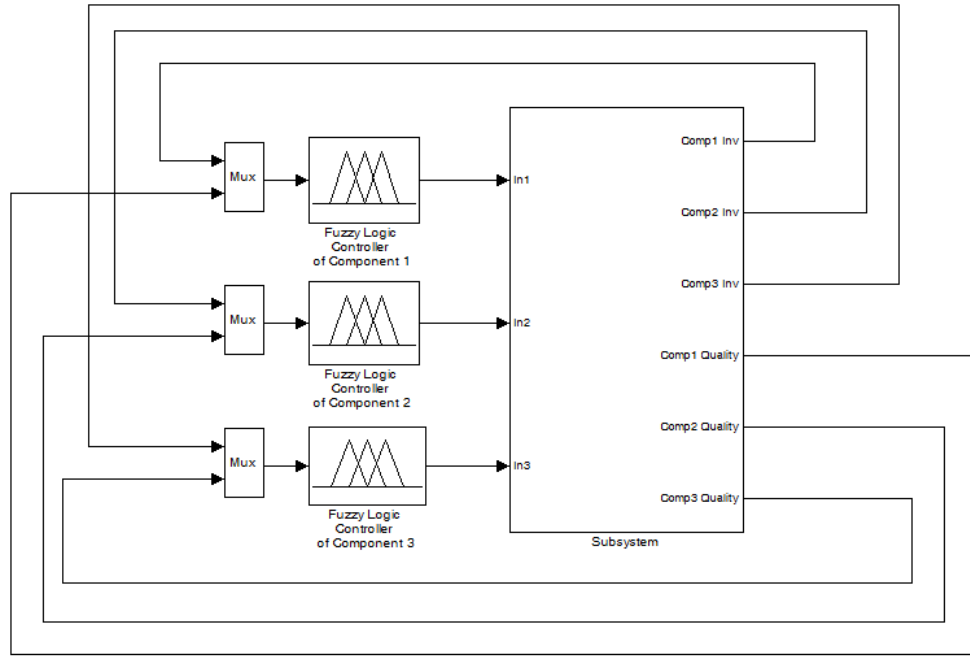 Comp1 Inv
Mux
In1
Comp2 Inv
Fuzzy Logic
Controller
of Component 1
Comp3 Inv
Mux
In2
Comp1 Quality
Fuzzy Logic
Controller
of Component 2
Comp2 Quality
Mux
In3
Comp3 Quality
Fuzzy Logic
Controller
of Component 3
Subsystem